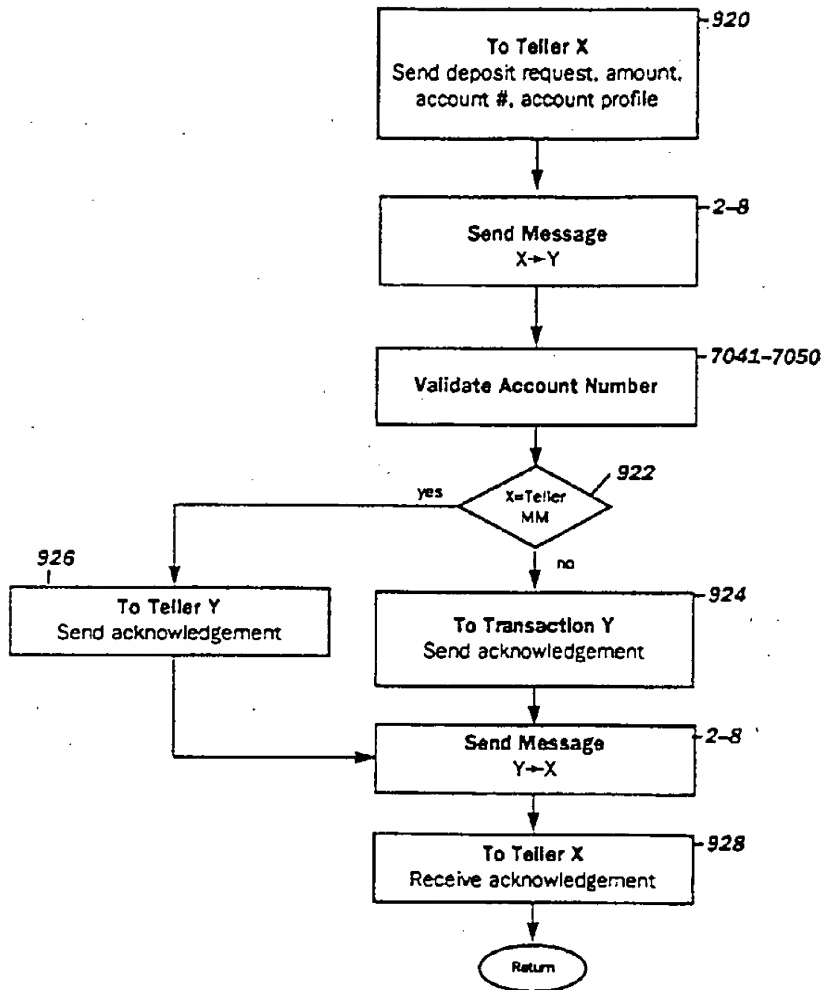 920
To Teller X
Send deposit request, amount,
account #, account profile
2-8
Send Message
X→Y
7041-7050
Validate Account Number
922
yes
X=Teller
MM
no
926
To Teller Y
Send acknowledgement
924
To Transaction Y
Send acknowledgement
2-8
Send Message
Y→X
928
To Teller X
Receive acknowledgement
Return